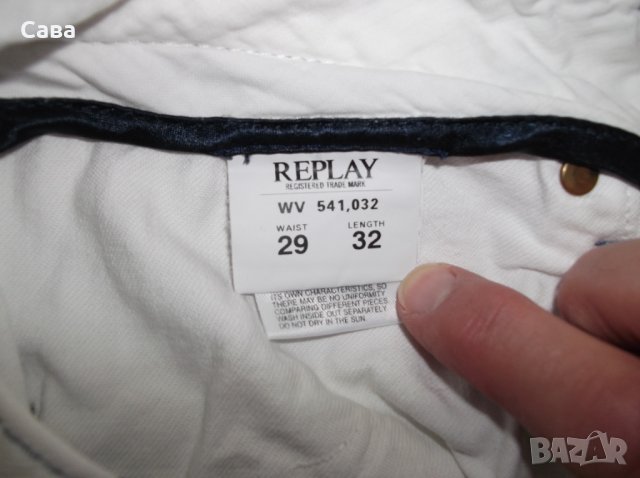 Сава
REPLAY
REGISTERED TRADE MARK
WV 541,032
WAIST LENGTH
29 32
ITS OWN CHARACTERISTICS, SO
THERE MAY BE NO UNIFORMITY
COMPARING DIFFERENT PIECES.
WASH INSIDE OUT SEPARATELY
DO NOT DRY IN THE SUN.
BAZAR